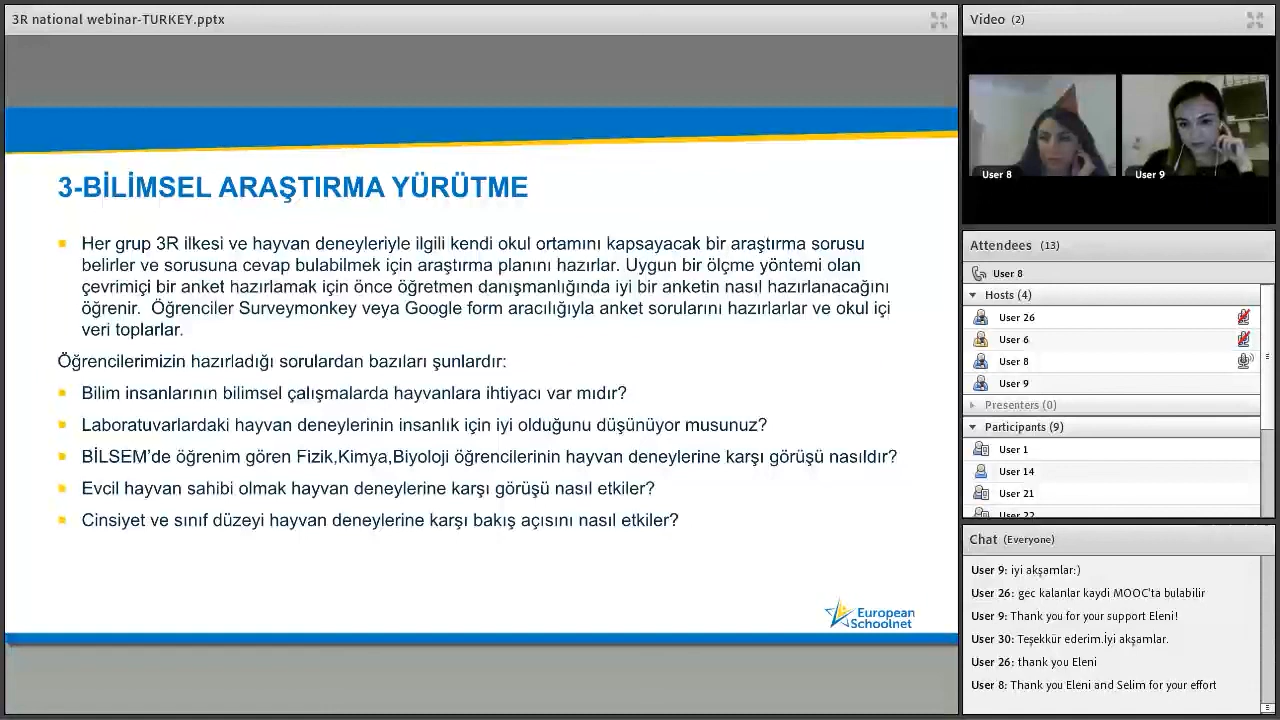 3R national webinar-TURKEY.pptx
3-BİLİMSEL ARAŞTIRMA YÜRÜTME
Her grup 3R ilkesi ve hayvan deneyleriyle ilgili kendi okul ortamını kapsayacak bir araştırma sorusu
belirler ve sorusuna cevap bulabilmek için araştırma planını hazırlar. Uygun bir ölçme yöntemi olan
çevrimiçi bir anket hazırlamak için önce öğretmen danışmanlığında iyi bir anketin nasıl hazırlanacağını
öğrenir. Öğrenciler Surveymonkey veya Google form aracılığıyla anket sorularını hazırlarlar ve okul içi
veri toplarlar.
Öğrencilerimizin hazırladığı sorulardan bazıları şunlardır:
Bilim insanlarının bilimsel çalışmalarda hayvanlara ihtiyacı var mıdır?
Laboratuvarlardaki hayvan deneylerinin insanlık için iyi olduğunu düşünüyor musunuz?
BİLSEM'de öğrenim gören Fizik,Kimya,Biyoloji öğrencilerinin hayvan deneylerine karşı görüşü nasıldır?
Evcil hayvan sahibi olmak hayvan deneylerine karşı görüşü nasıl etkiler?
Cinsiyet ve sınıf düzeyi hayvan deneylerine karşı bakış açısını nasıl etkiler?
European
Schoolnet
Video (2)
User 8
User 9
Attendees (13)
User 8
Hosts (4)
User 26
User 6
User 8
User 9
Presenters (0)
Participants (9)
User 1
User 14
User 21
User 22
Chat (Everyone)
User 9: iyi akşamlar:)
User 26: gec kalanlar kaydi MOOC'ta bulabilir
User 9: Thank you for your support Eleni!
User 30: Teşekkür ederim.İyi akşamlar.
User 26: thank you Eleni
User 8: Thank you Eleni and Selim for your effort